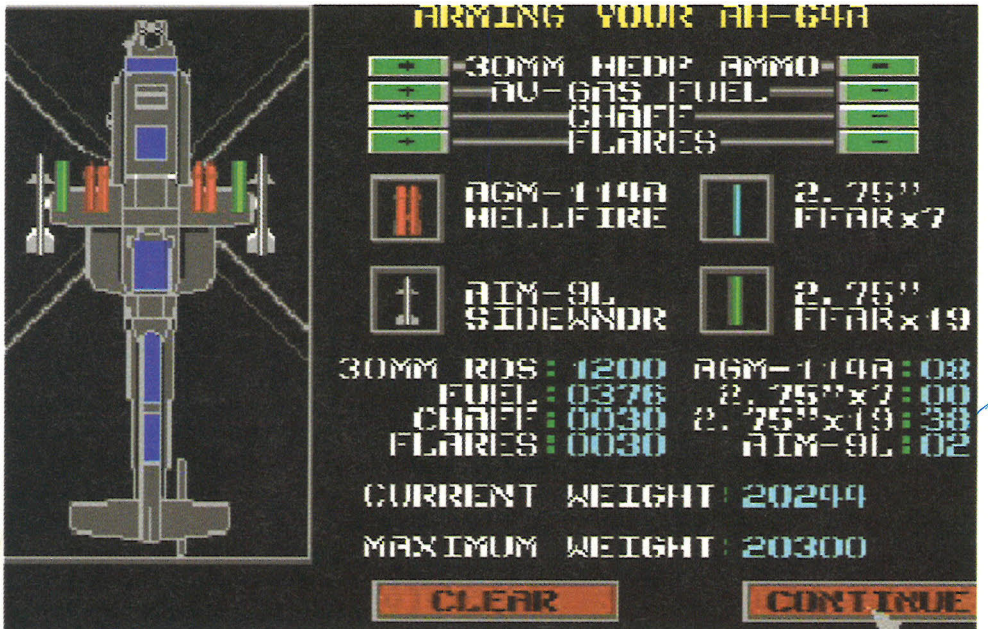 ARMING YOUR AH-64A
+ 30MM HEDP AMMO -
+ AV-GAS FUEL -
+ CHAFF -
+ FLARES -
AGM-114A
HELLFIRE
2.75"
FFARx7
AIM-9L
SIDEWNDR
2.75"
FFARx19
30MM RDS: 1200 AGM-114A: 08
FUEL: 0376 2.75"x7: 00
CHAFF: 0030 2.75"x19: 38
FLARES: 0030 AIM-9L: 02
CURRENT WEIGHT: 20244
MAXIMUM WEIGHT: 20300
CLEAR CONTINUE